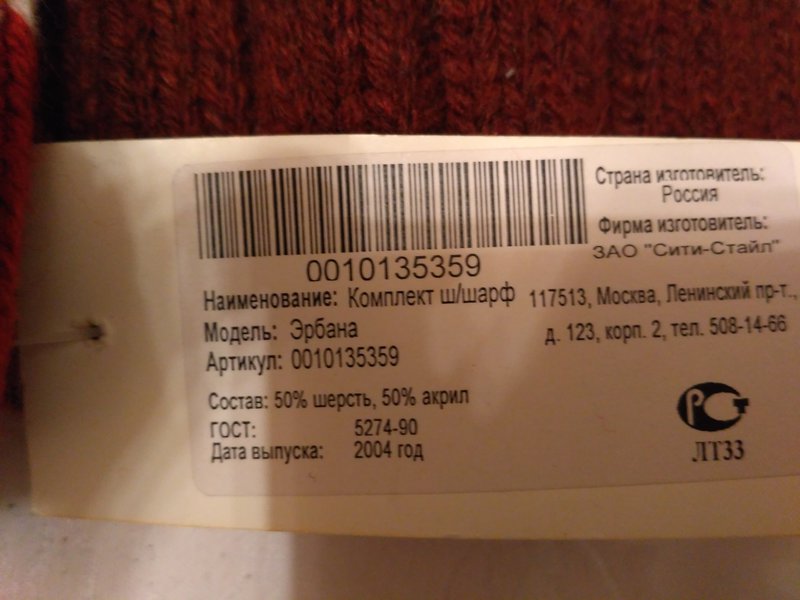 Страна изготовитель:
Россия
Фирма изготовитель:
ЗАО "Сити-Стайл"
117513, Москва, Ленинский пр-т.,
д. 123, корп. 2, тел. 508-14-66
0010135359
Наименование: Комплект ш/шарф
Модель: Эрбана
Артикул: 0010135359
Состав: 50% шерсть, 50% акрил
ГОСТ: 5274-90
Дата выпуска: 2004 год
РСТ
ЛТ33